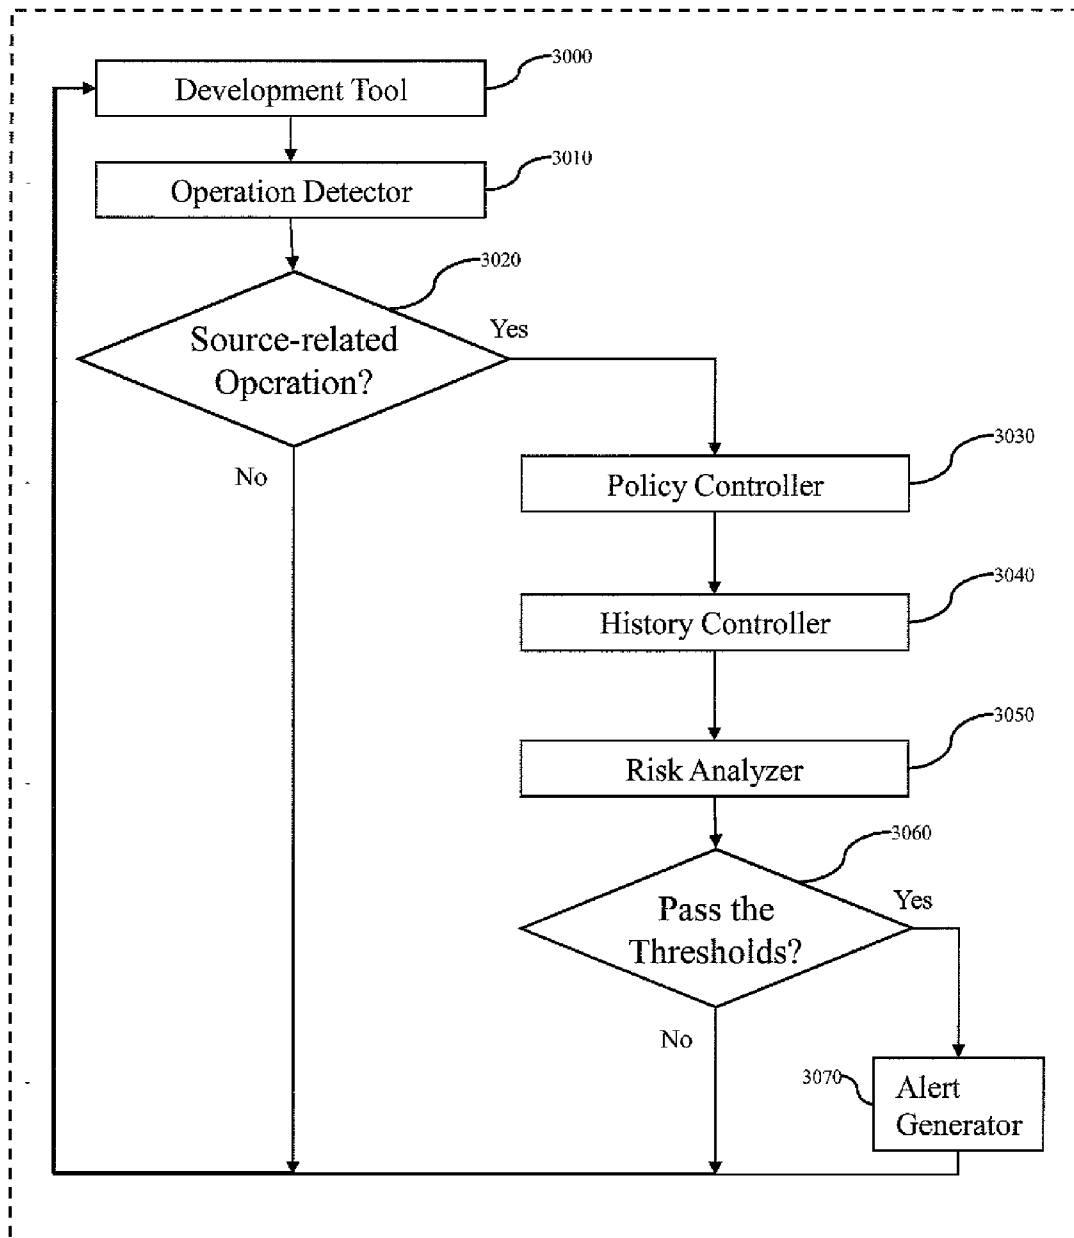 3000
Development Tool
3010
Operation Detector
3020
Source-related
Operation?
Yes
No
3030
Policy Controller
3040
History Controller
3050
Risk Analyzer
3060
Pass the
Thresholds?
Yes
No
3070
Alert
Generator